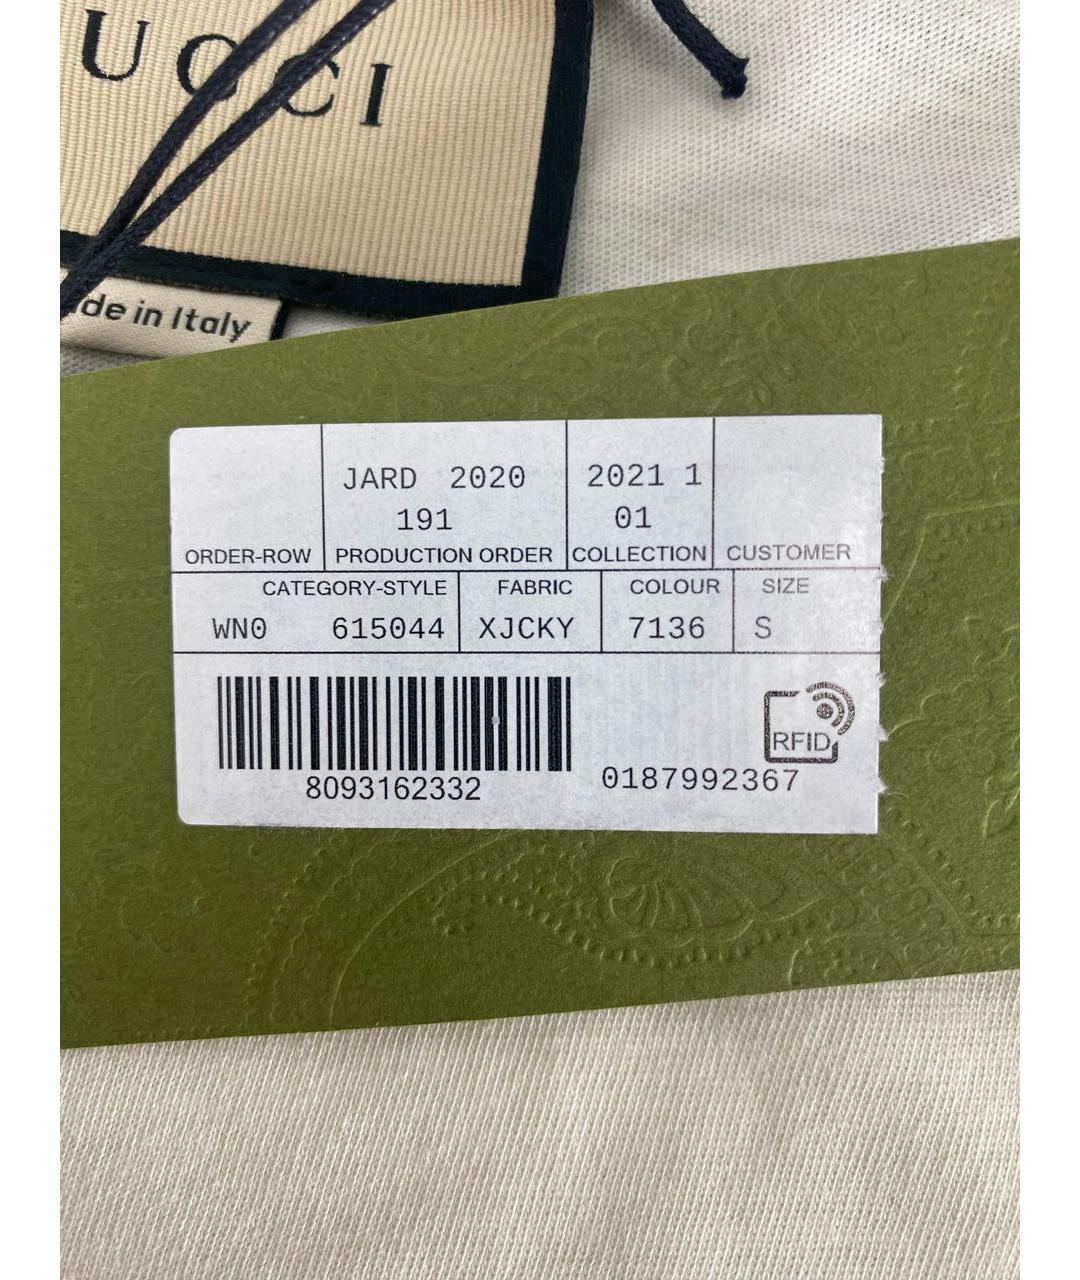 UCCI
de in Italy
JARD 2020 2021 1
191 01
ORDER-ROW PRODUCTION ORDER COLLECTION CUSTOMER
CATEGORY-STYLE FABRIC COLOUR SIZE
WN0 615044 XJCKY 7136 S
RFID
8093162332 0187992367